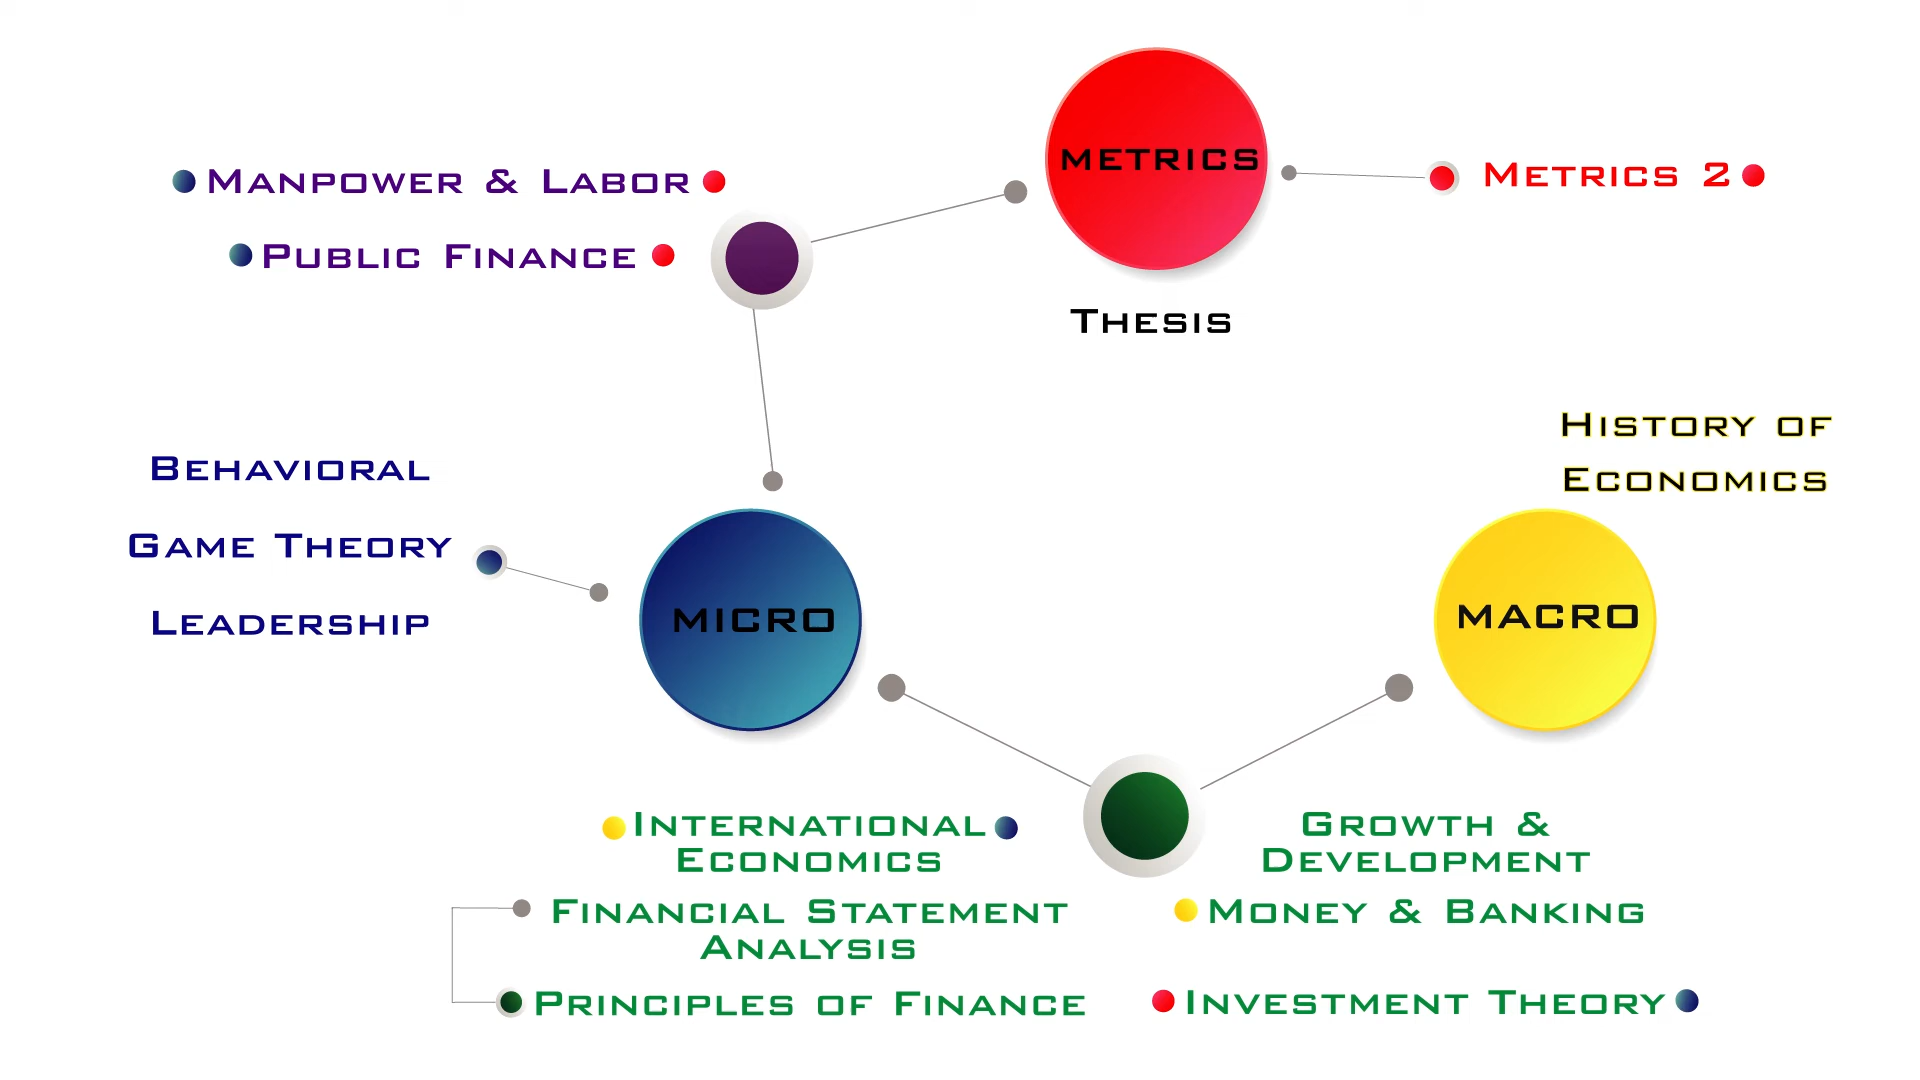 METRICS
MANPOWER & LABOR
METRICS 2
PUBLIC FINANCE
THESIS
HISTORY OF
ECONOMICS
BEHAVIORAL
GAME THEORY
LEADERSHIP
MICRO
MACRO
INTERNATIONAL
ECONOMICS
GROWTH &
DEVELOPMENT
FINANCIAL STATEMENT
ANALYSIS
MONEY & BANKING
PRINCIPLES OF FINANCE
INVESTMENT THEORY